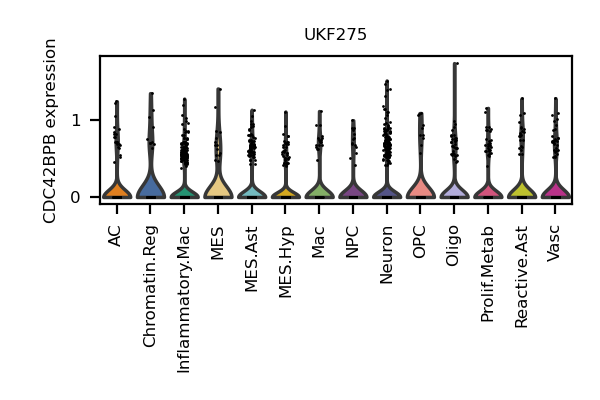 UKF275
CDC42BPB expression
1
0
AC
Chromatin.Reg
Inflammatory.Mac
MES
MES.Ast
MES.Hyp
Mac
NPC
Neuron
OPC
Oligo
Prolif.Metab
Reactive.Ast
Vasc